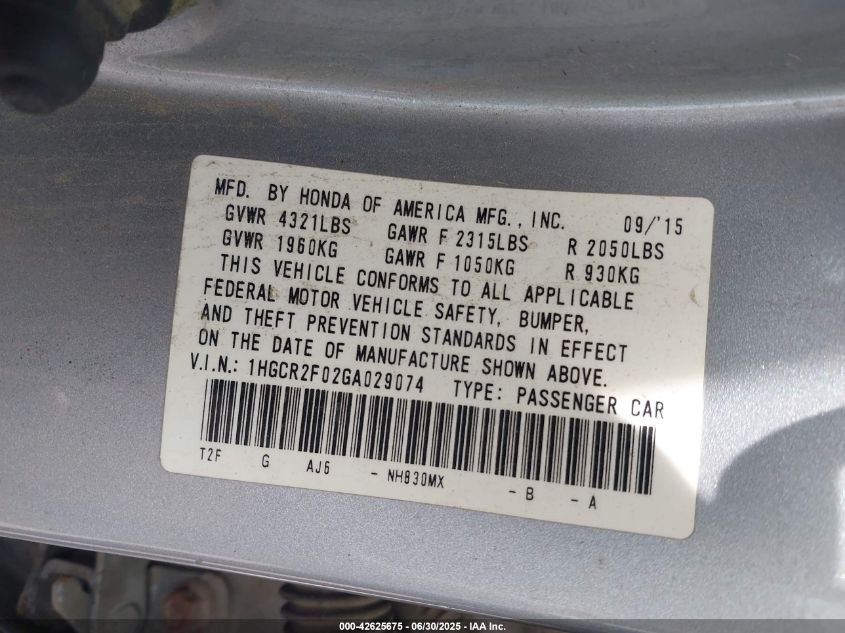 MFD. BY HONDA OF AMERICA MFG., INC. 09/'15
GVWR 4321LBS GAWR F 2315LBS R 2050LBS
GVWR 1960KG GAWR F 1050KG R 930KG
THIS VEHICLE CONFORMS TO ALL APPLICABLE
FEDERAL MOTOR VEHICLE SAFETY, BUMPER,
AND THEFT PREVENTION STANDARDS IN EFFECT
ON THE DATE OF MANUFACTURE SHOWN ABOVE.
V.I.N.: 1HGCR2F02GA029074 TYPE: PASSENGER CAR
T2F G AJ6 - NH830MX - B - A
000-42625675 - 06/30/2025 - IAA Inc.